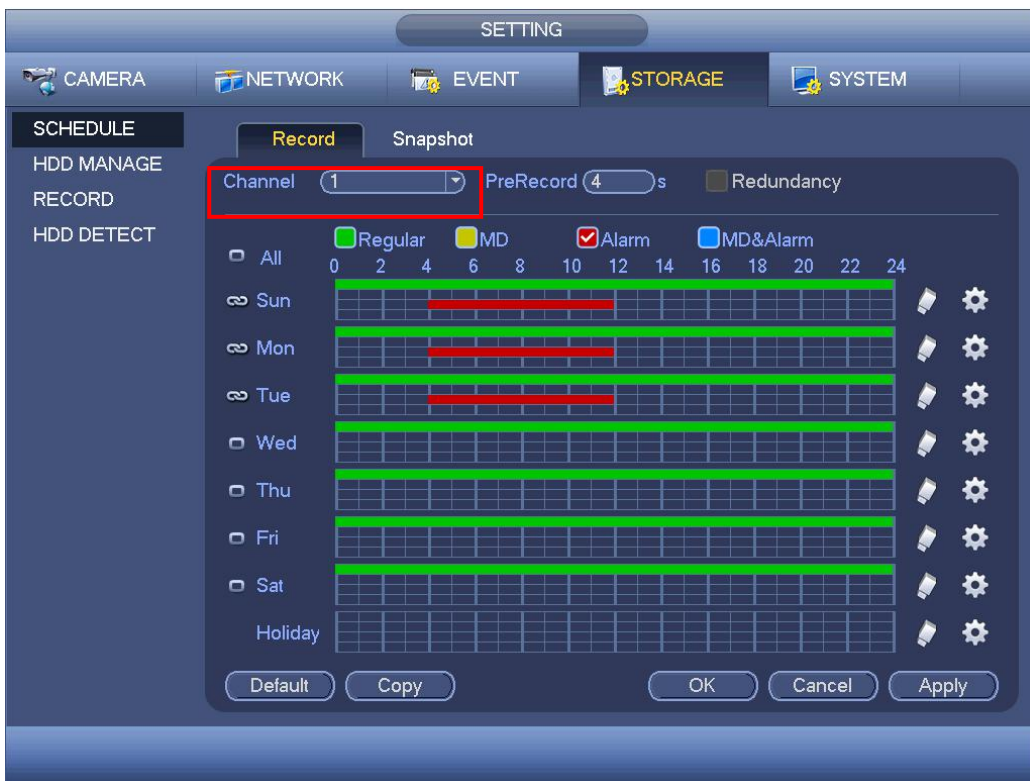 SETTING
CAMERA NETWORK EVENT STORAGE SYSTEM
SCHEDULE
HDD MANAGE
RECORD
HDD DETECT
Record Snapshot
Channel 1 PreRecord 4 s Redundancy
All Regular MD Alarm MD&Alarm
0 2 4 6 8 10 12 14 16 18 20 22 24
Sun
Mon
Tue
Wed
Thu
Fri
Sat
Holiday
Default Copy OK Cancel Apply